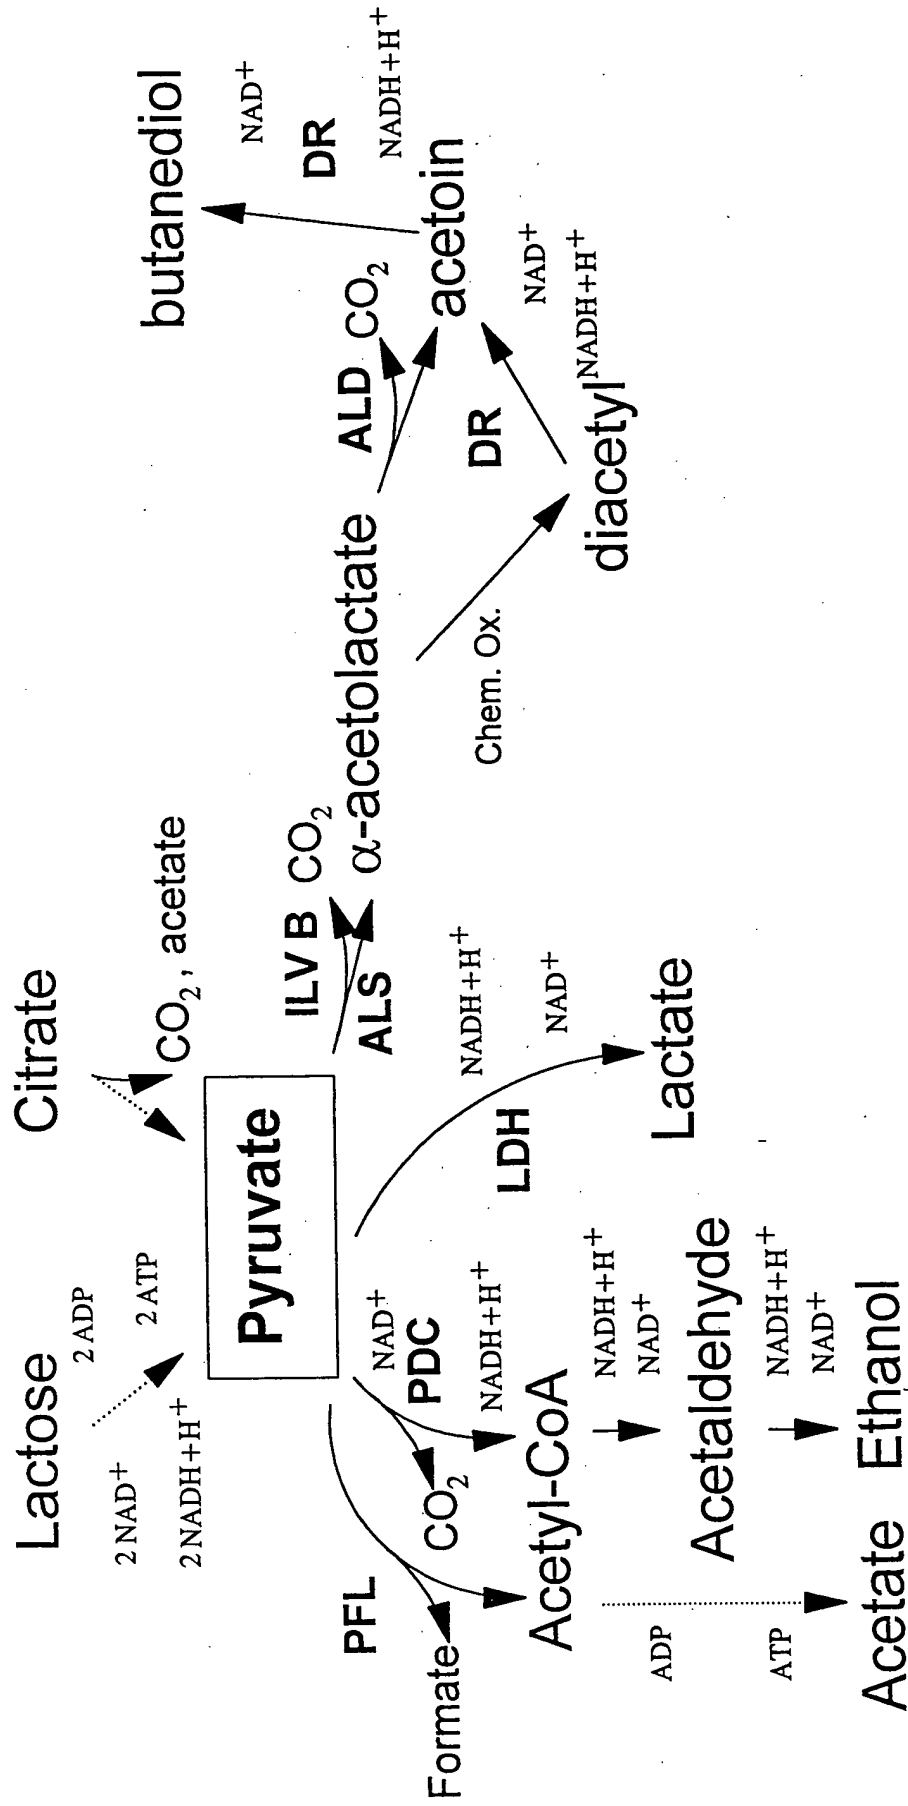 Lactose
2 ADP
2 NAD+
2 ATP
2NADH+H+
Citrate
CO2 , acetate
Pyruvate
ILV B
CO2
ALS
α-acetolactate
ALD
CO2
butanediol
NAD+
DR
NADH+H+
acetoin
Chem. Ox.
DR
NAD+
NADH+H+
diacetyl
PFL
Formate
NAD+
PDC
NADH+H+
CO2
Acetyl-CoA
LDH
NADH+H+
NAD+
Lactate
NADH+H+
NAD+
Acetaldehyde
NADH+H+
NAD+
Ethanol
ADP
ATP
Acetate